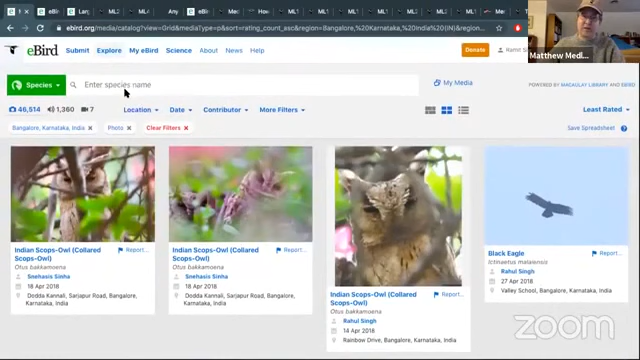 ebird.org/media/catalog?view=Grid&mediaType=p&sort=rating_count_asc&region=Bangalore,%20Karnataka,%20India%20(IN)&region...
Matthew Medl...
eBird Submit Explore My eBird Science About News Help
Donate
Species
Enter species name
My Media
46,514 1,360 7
Location Date Contributor More Filters
POWERED BY MACAULAY LIBRARY AND EBIRD
Least Rated
Bangalore, Karnataka, India × Photo × Clear Filters ×
Save Spreadsheet
Indian Scops-Owl (Collared Scops-Owl)
Report...
Otus bakkamoena
Snehasis Sinha
18 Apr 2018
Dodda Kannali, Sarjapur Road, Bangalore, Karnataka, India
Indian Scops-Owl (Collared Scops-Owl)
Report...
Otus bakkamoena
Snehasis Sinha
18 Apr 2018
Dodda Kannali, Sarjapur Road, Bangalore, Karnataka, India
Indian Scops-Owl (Collared Scops-Owl)
Report...
Otus bakkamoena
Rahul Singh
14 Apr 2018
Rainbow Drive, Bangalore, Karnataka, India
Black Eagle
Report...
Ictinaetus malaiensis
Rahul Singh
27 Apr 2018
Valley School, Bangalore, Karnataka, India
zoom